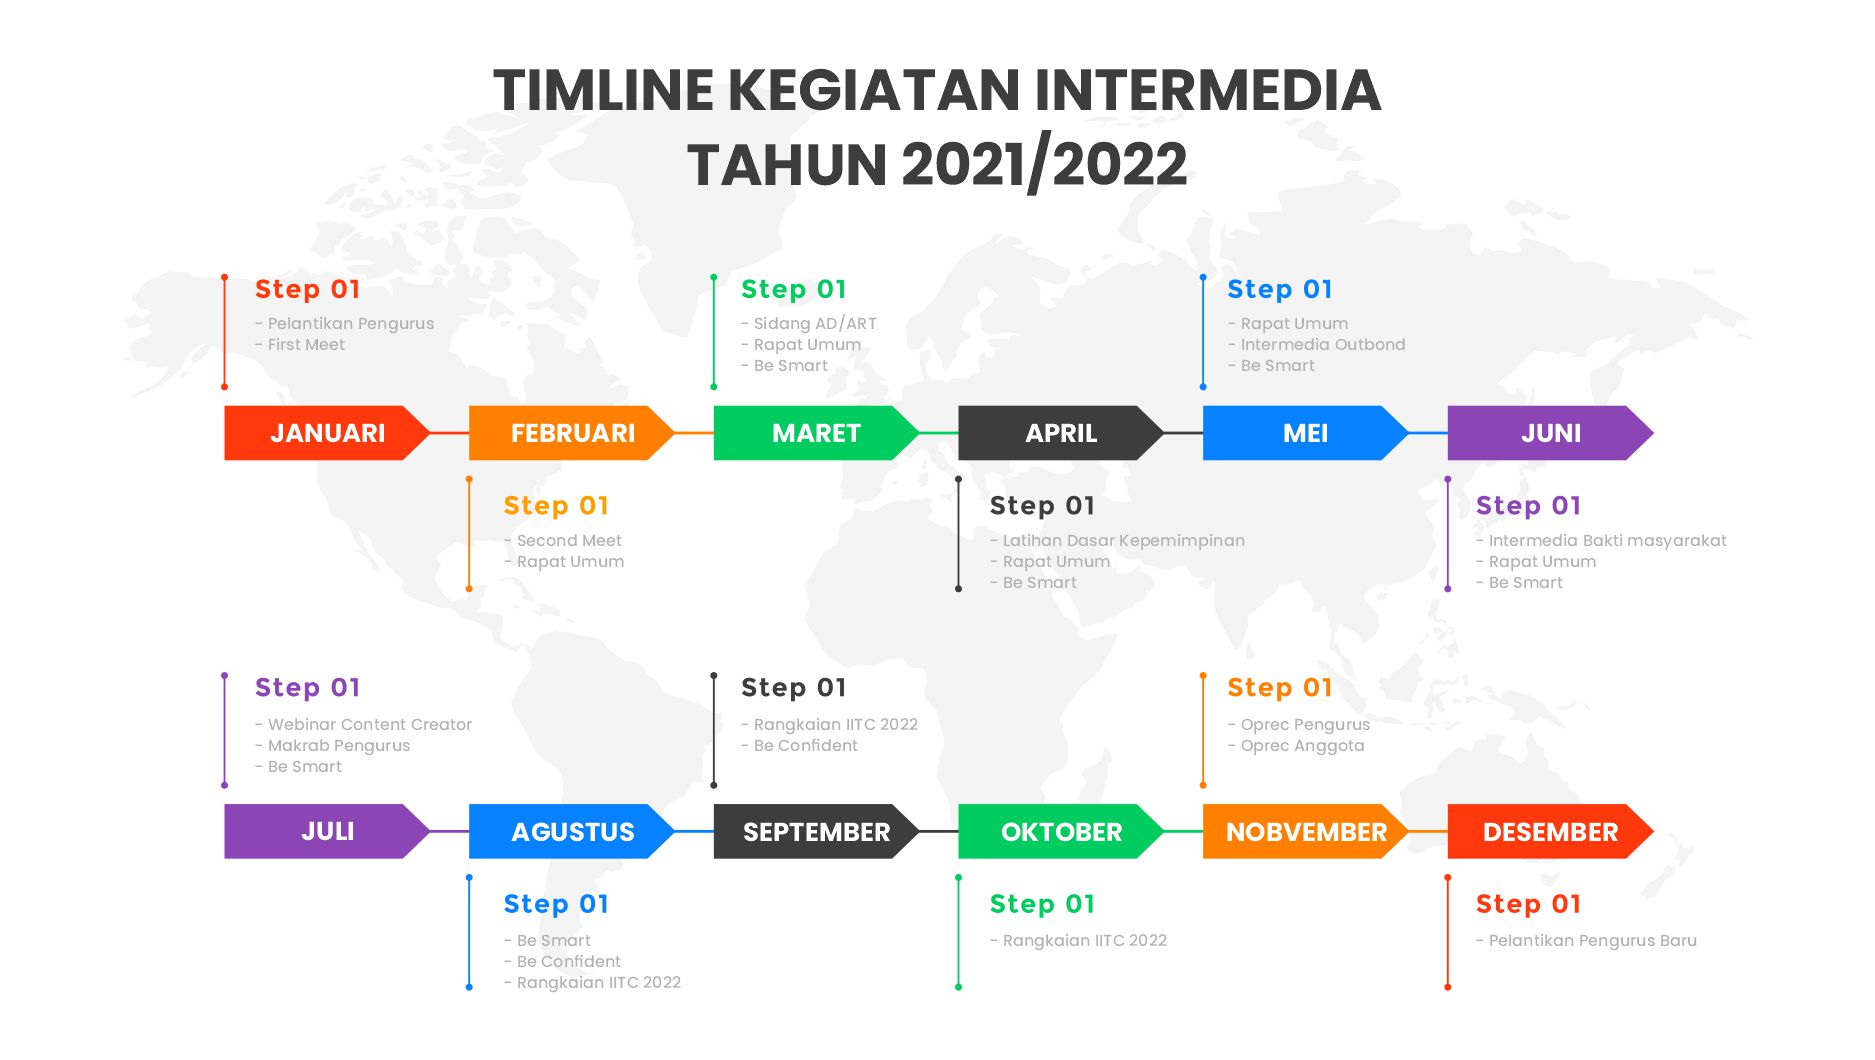 TIMLINE KEGIATAN INTERMEDIA
TAHUN 2021/2022
Step 01
- Pelantikan Pengurus
- First Meet
Step 01
- Sidang AD/ART
- Rapat Umum
- Be Smart
Step 01
- Rapat Umum
- Intermedia Outbond
- Be Smart
JANUARI
FEBRUARI
MARET
APRIL
MEI
JUNI
Step 01
- Second Meet
- Rapat Umum
Step 01
- Latihan Dasar Kepemimpinan
- Rapat Umum
- Be Smart
Step 01
- Intermedia Bakti masyarakat
- Rapat Umum
- Be Smart
Step 01
- Webinar Content Creator
- Makrab Pengurus
- Be Smart
Step 01
- Rangkaian IITC 2022
- Be Confident
Step 01
- Oprec Pengurus
- Oprec Anggota
JULI
AGUSTUS
SEPTEMBER
OKTOBER
NOBVEMBER
DESEMBER
Step 01
- Be Smart
- Be Confident
- Rangkaian IITC 2022
Step 01
- Rangkaian IITC 2022
Step 01
- Pelantikan Pengurus Baru